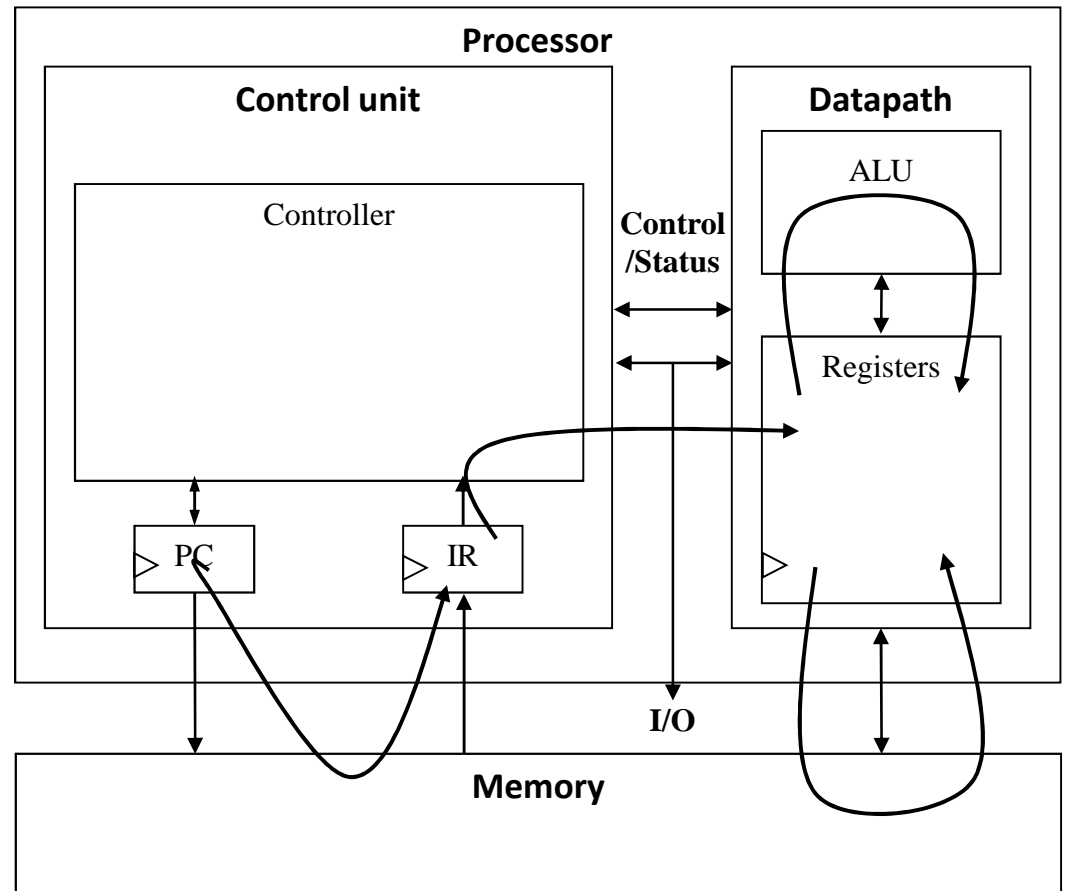 Processor
Control unit
Datapath
ALU
Controller
Control
/Status
Registers
PC
IR
I/O
Memory